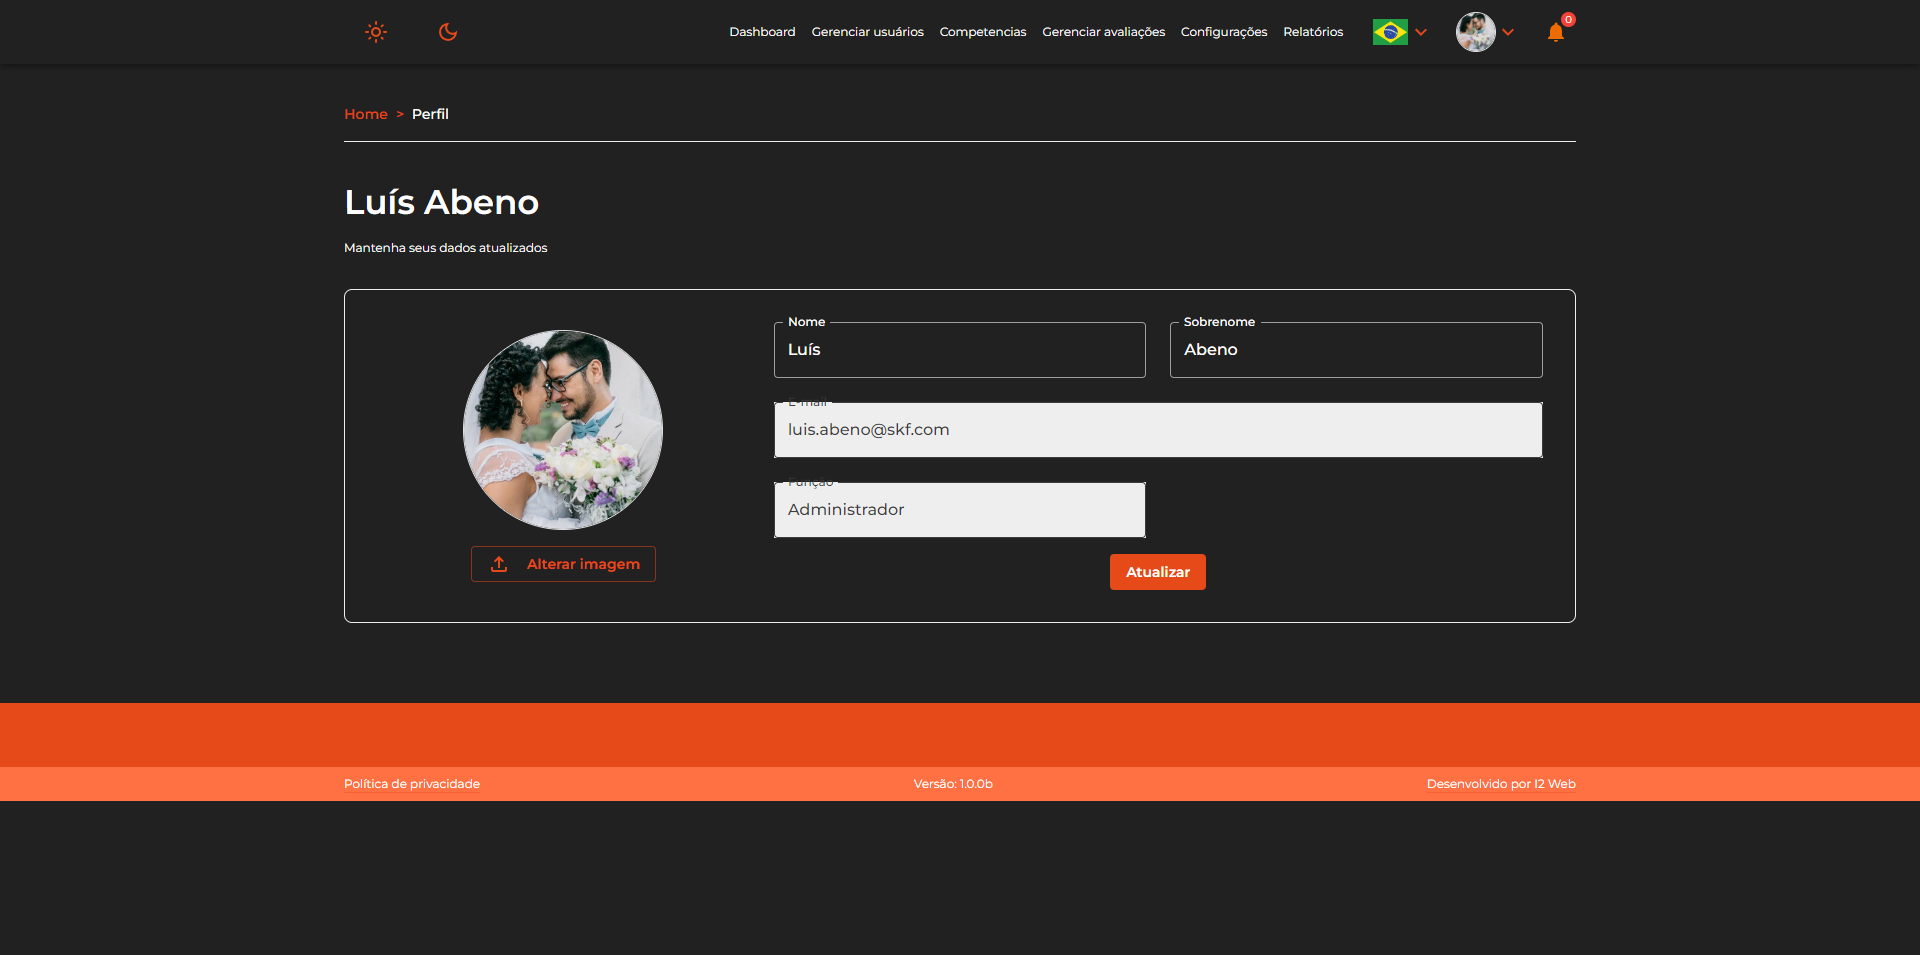 Dashboard Gerenciar usuários Competencias Gerenciar avaliações Configurações Relatórios 0
Home > Perfil
Luís Abeno
Mantenha seus dados atualizados
Nome
Luís
Sobrenome
Abeno
E-mail
luis.abeno@skf.com
Função
Administrador
Alterar imagem
Atualizar
Política de privacidade
Versão: 1.0.0b
Desenvolvido por I2 Web